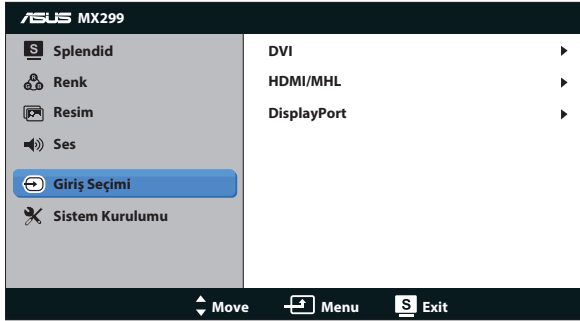 ASUS MX299
S Splendid
Renk
Resim
Ses
Giriş Seçimi
Sistem Kurulumu
DVI
HDMI/MHL
DisplayPort
Move Menu S Exit